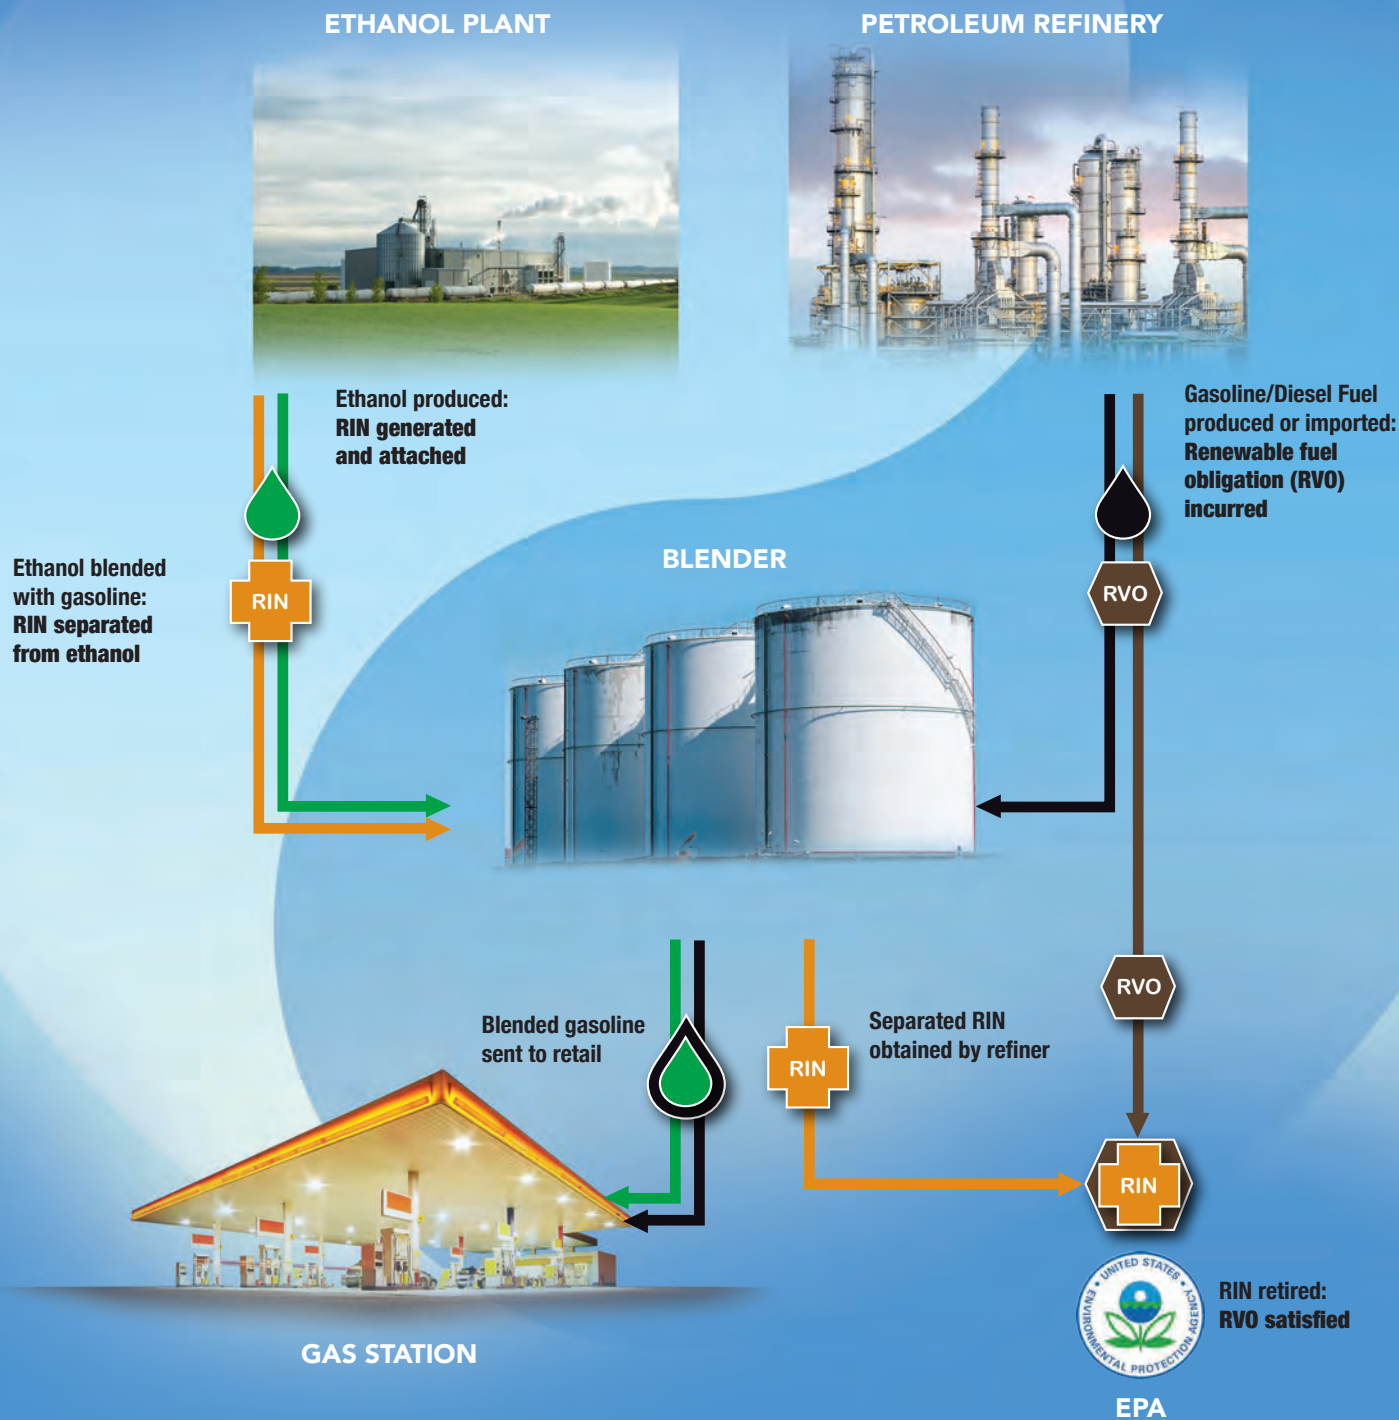 ETHANOL PLANT
PETROLEUM REFINERY
Ethanol produced:
RIN generated
and attached
Gasoline/Diesel Fuel
produced or imported:
Renewable fuel
obligation (RVO)
incurred
Ethanol blended
with gasoline:
RIN separated
from ethanol
RIN
RVO
BLENDER
RVO
Blended gasoline
sent to retail
RIN
Separated RIN
obtained by refiner
RIN
GAS STATION
UNITED STATES
ENVIRONMENTAL PROTECTION AGENCY
RIN retired:
RVO satisfied
EPA